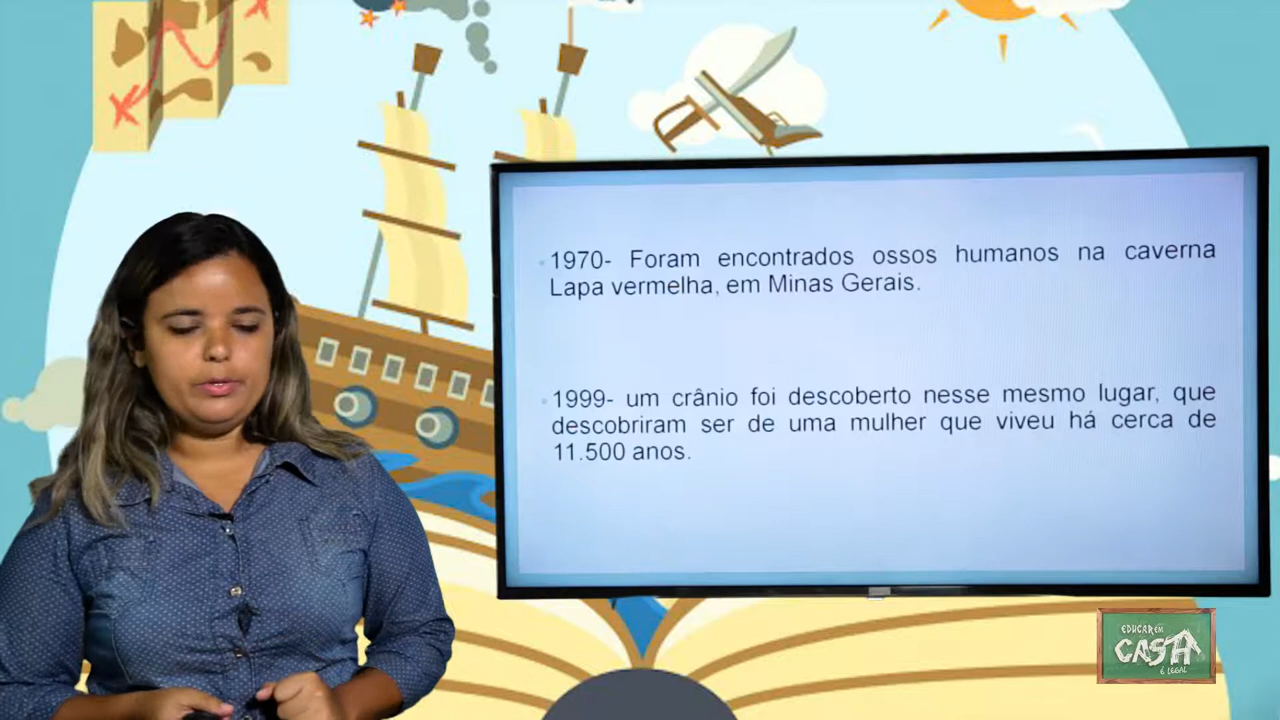 1970- Foram encontrados ossos humanos na caverna
Lapa vermelha, em Minas Gerais.
1999- um crânio foi descoberto nesse mesmo lugar, que
descobriram ser de uma mulher que viveu há cerca de
11.500 anos.
EDUCAR EM
CASA
É LEGAL